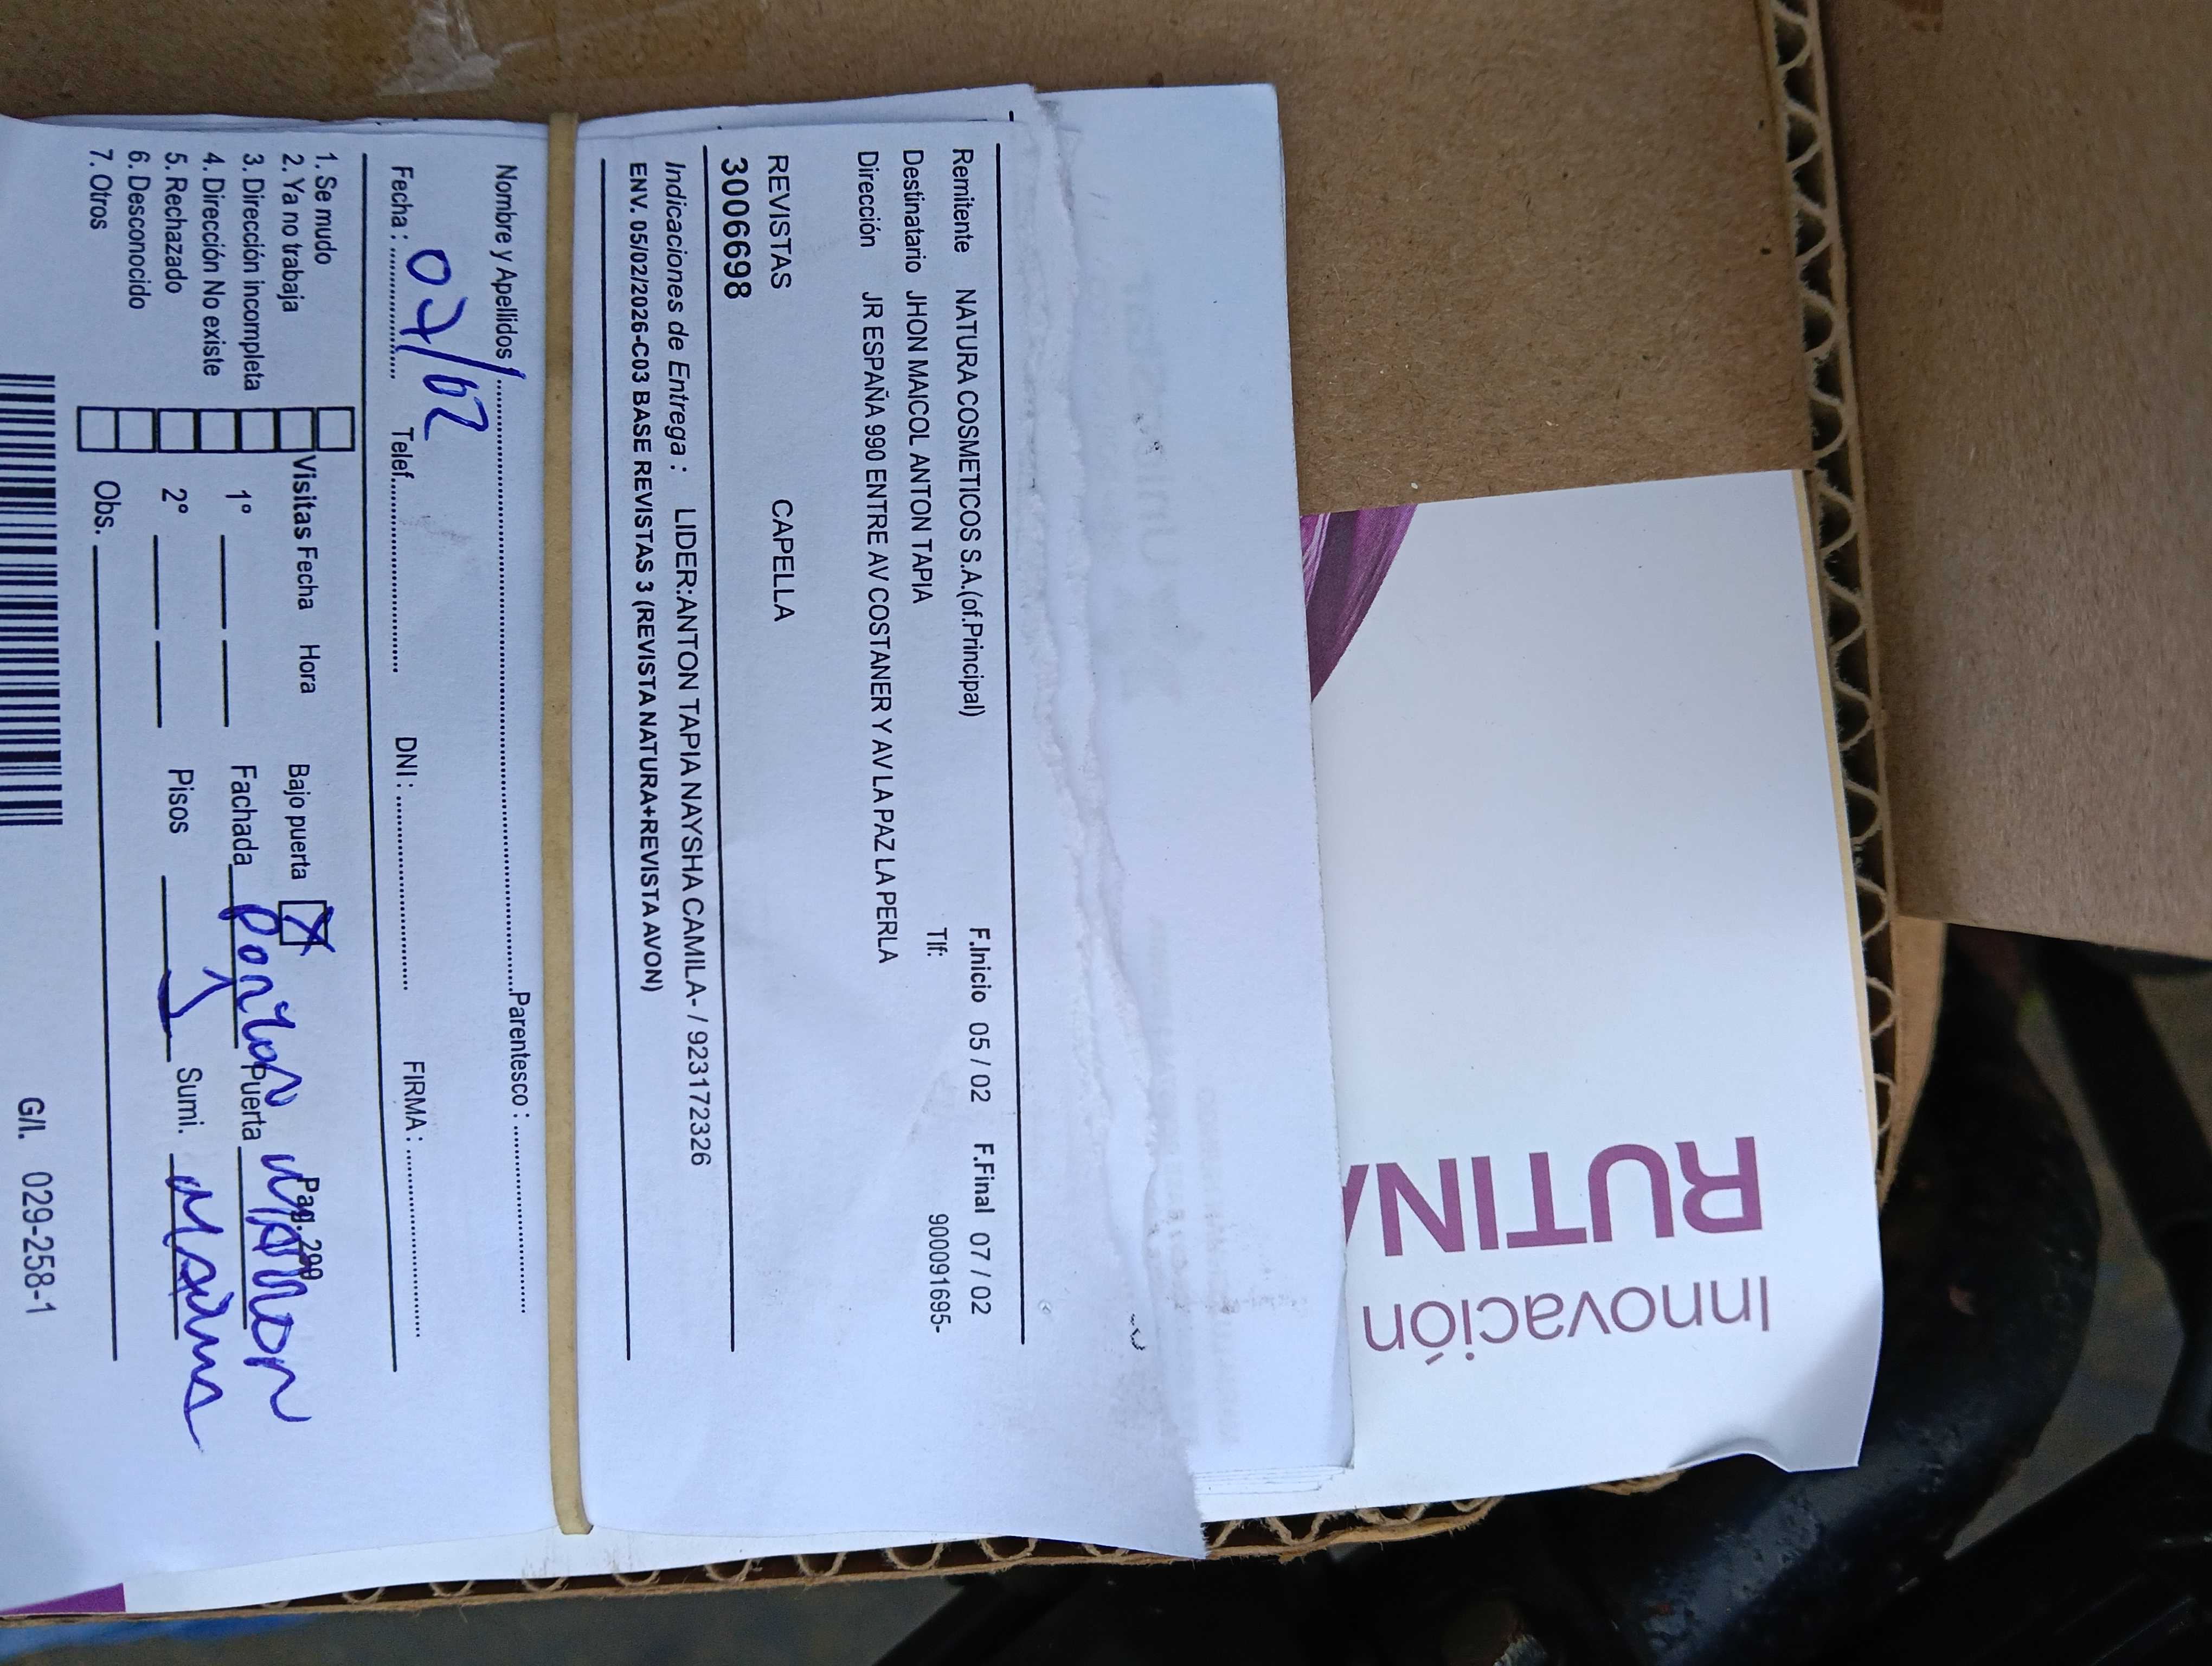 Remitente NATURA COSMETICOS S.A.(of.Principal) F.Inicio 05 / 02 F.Final 07 / 02
Destinatario JHON MAICOL ANTON TAPIA Tlf: 900091695-
Dirección JR ESPAÑA 990 ENTRE AV COSTANER Y AV LA PAZ LA PERLA
REVISTAS CAPELLA
3006698
Indicaciones de Entrega : LIDER:ANTON TAPIA NAYSHA CAMILA- / 923172326
ENV. 05/02/2026-C03 BASE REVISTAS 3 (REVISTA NATURA+REVISTA AVON)
Nombre y Apellidos Parentesco :
Fecha : 07/02 Telef. DNI : FIRMA :
1. Se mudo
2. Ya no trabaja Visitas Fecha Hora Bajo puerta X Pag. 299
3. Dirección incompleta
4. Dirección No existe 1° Fachada Puerta Marron
5. Rechazado 2° Pisos Sumi.
6. Desconocido
7. Otros Obs.
G/I. 029-258-1
Innovación
RUTINA